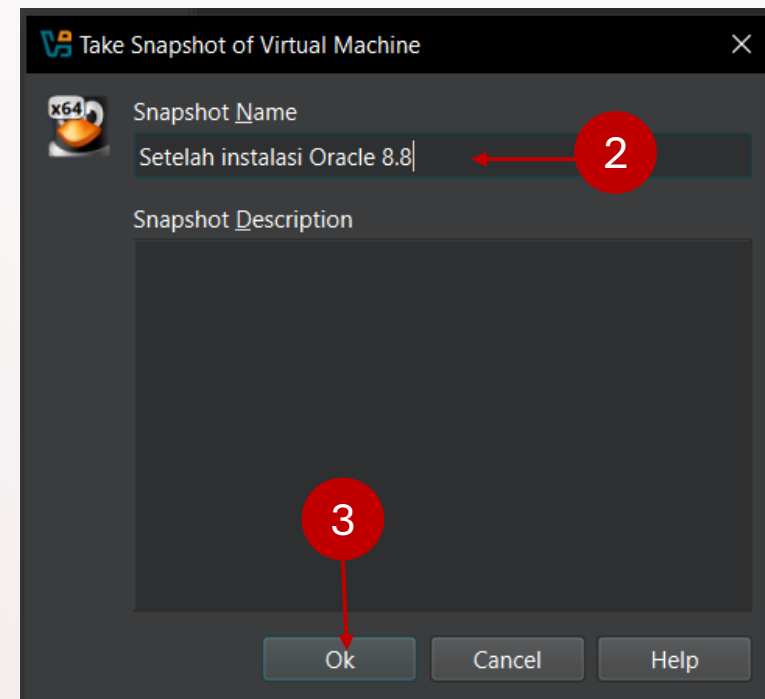 Take Snapshot of Virtual Machine
x64
Snapshot Name
Setelah instalasi Oracle 8.8
2
Snapshot Description
3
Ok
Cancel
Help